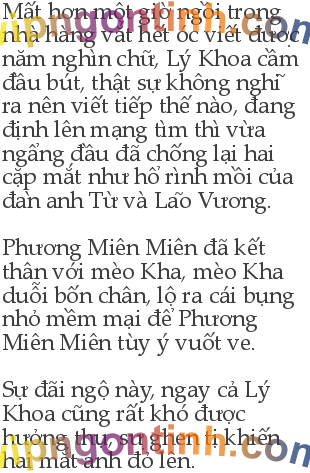 Mất hơn một giờ ngồi trong
nhà hàng vắt hết óc viết được
năm nghìn chữ, Lý Khoa cầm
đầu bút, thật sự không nghĩ
ra nên viết tiếp thế nào, đang
định lên mạng tìm thì vừa
ngẩng đầu đã chống lại hai
cặp mắt như hổ rình mồi của
đàn anh Từ và Lão Vương.
Phương Miên Miên đã kết
thân với mèo Kha, mèo Kha
duỗi bốn chân, lộ ra cái bụng
nhỏ mềm mại để Phương
Miên Miên tùy ý vuốt ve.
Sự đãi ngộ này, ngay cả Lý
Khoa cũng rất khó được
hưởng thụ, sự ghen tị khiến
hai mắt anh đỏ lên.
vipngontinh.com
vipngontinh.com